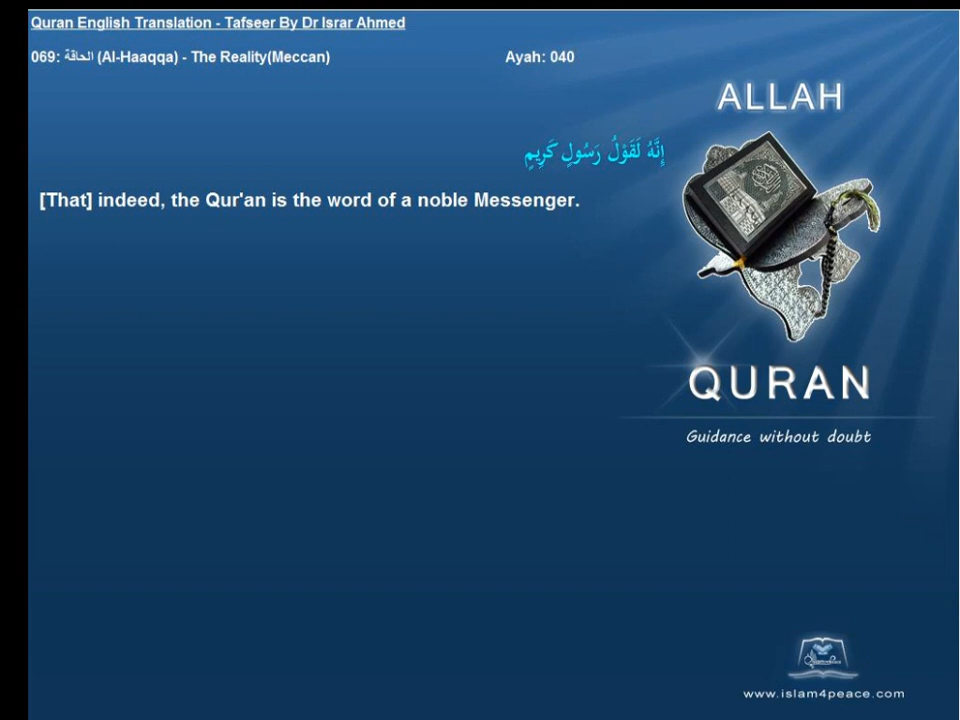 Quran English Translation - Tafseer By Dr Israr Ahmed
069: الحاقة (Al-Haaqqa) - The Reality(Meccan) Ayah: 040
ALLAH
إِنَّهُ لَقَوْلُ رَسُولٍ كَرِيمٍ
[That] indeed, the Qur'an is the word of a noble Messenger.
QURAN
Guidance without doubt
www.islam4peace.com